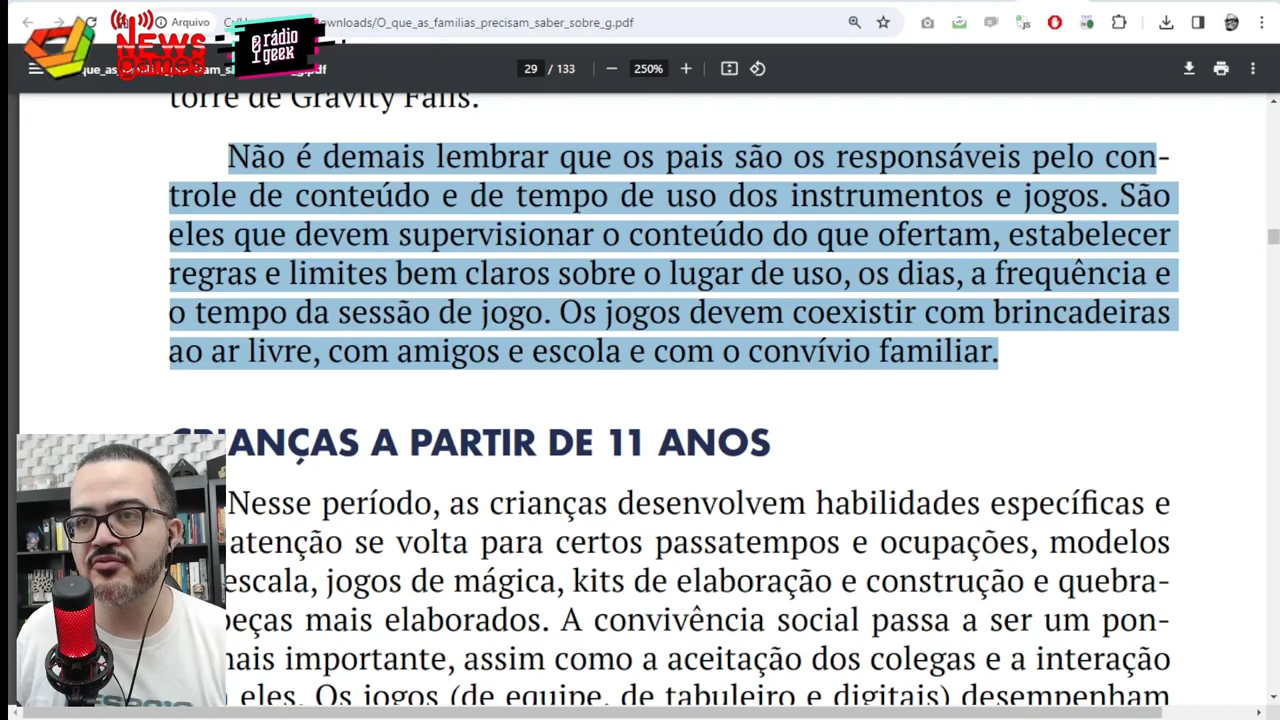 Arquivo
ownloads/O_que_as_familias_precisam_saber_sobre_g.pdf
NEWS
games
rádio
geek
29 / 133
250%
torre de Gravity Falls.
Não é demais lembrar que os pais são os responsáveis pelo con-
trole de conteúdo e de tempo de uso dos instrumentos e jogos. São
eles que devem supervisionar o conteúdo do que ofertam, estabelecer
regras e limites bem claros sobre o lugar de uso, os dias, a frequência e
o tempo da sessão de jogo. Os jogos devem coexistir com brincadeiras
ao ar livre, com amigos e escola e com o convívio familiar.
CRIANÇAS A PARTIR DE 11 ANOS
Nesse período, as crianças desenvolvem habilidades específicas e
atenção se volta para certos passatempos e ocupações, modelos
escala, jogos de mágica, kits de elaboração e construção e quebra-
peças mais elaborados. A convivência social passa a ser um pon-
mais importante, assim como a aceitação dos colegas e a interação
eles. Os jogos (de equipe, de tabuleiro e digitais) desempenham